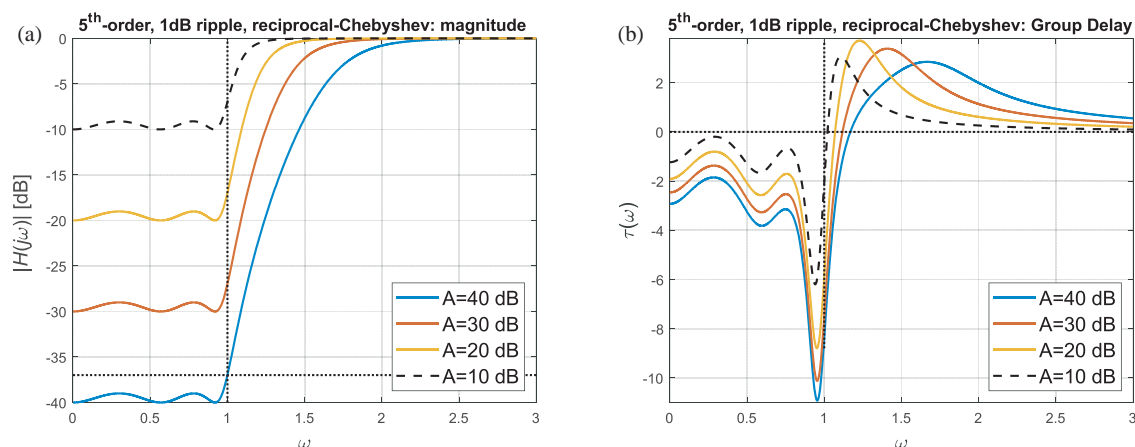 (a)
5th-order, 1dB ripple, reciprocal-Chebyshev: magnitude
|H(jω)| [dB]
0
-5
-10
-15
-20
-25
-30
-35
-40
A=40 dB
A=30 dB
A=20 dB
A=10 dB
0 0.5 1 1.5 2 2.5 3
ω
(b)
5th-order, 1dB ripple, reciprocal-Chebyshev: Group Delay
τ(ω)
2
0
-2
-4
-6
-8
-10
A=40 dB
A=30 dB
A=20 dB
A=10 dB
0 0.5 1 1.5 2 2.5 3
ω